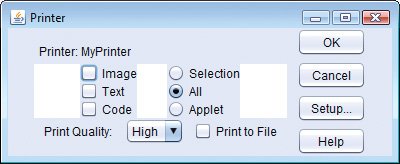 Printer
Printer: MyPrinter
OK
Image Selection
Cancel
Text All
Code Applet
Setup...
Print Quality: High Print to File
Help